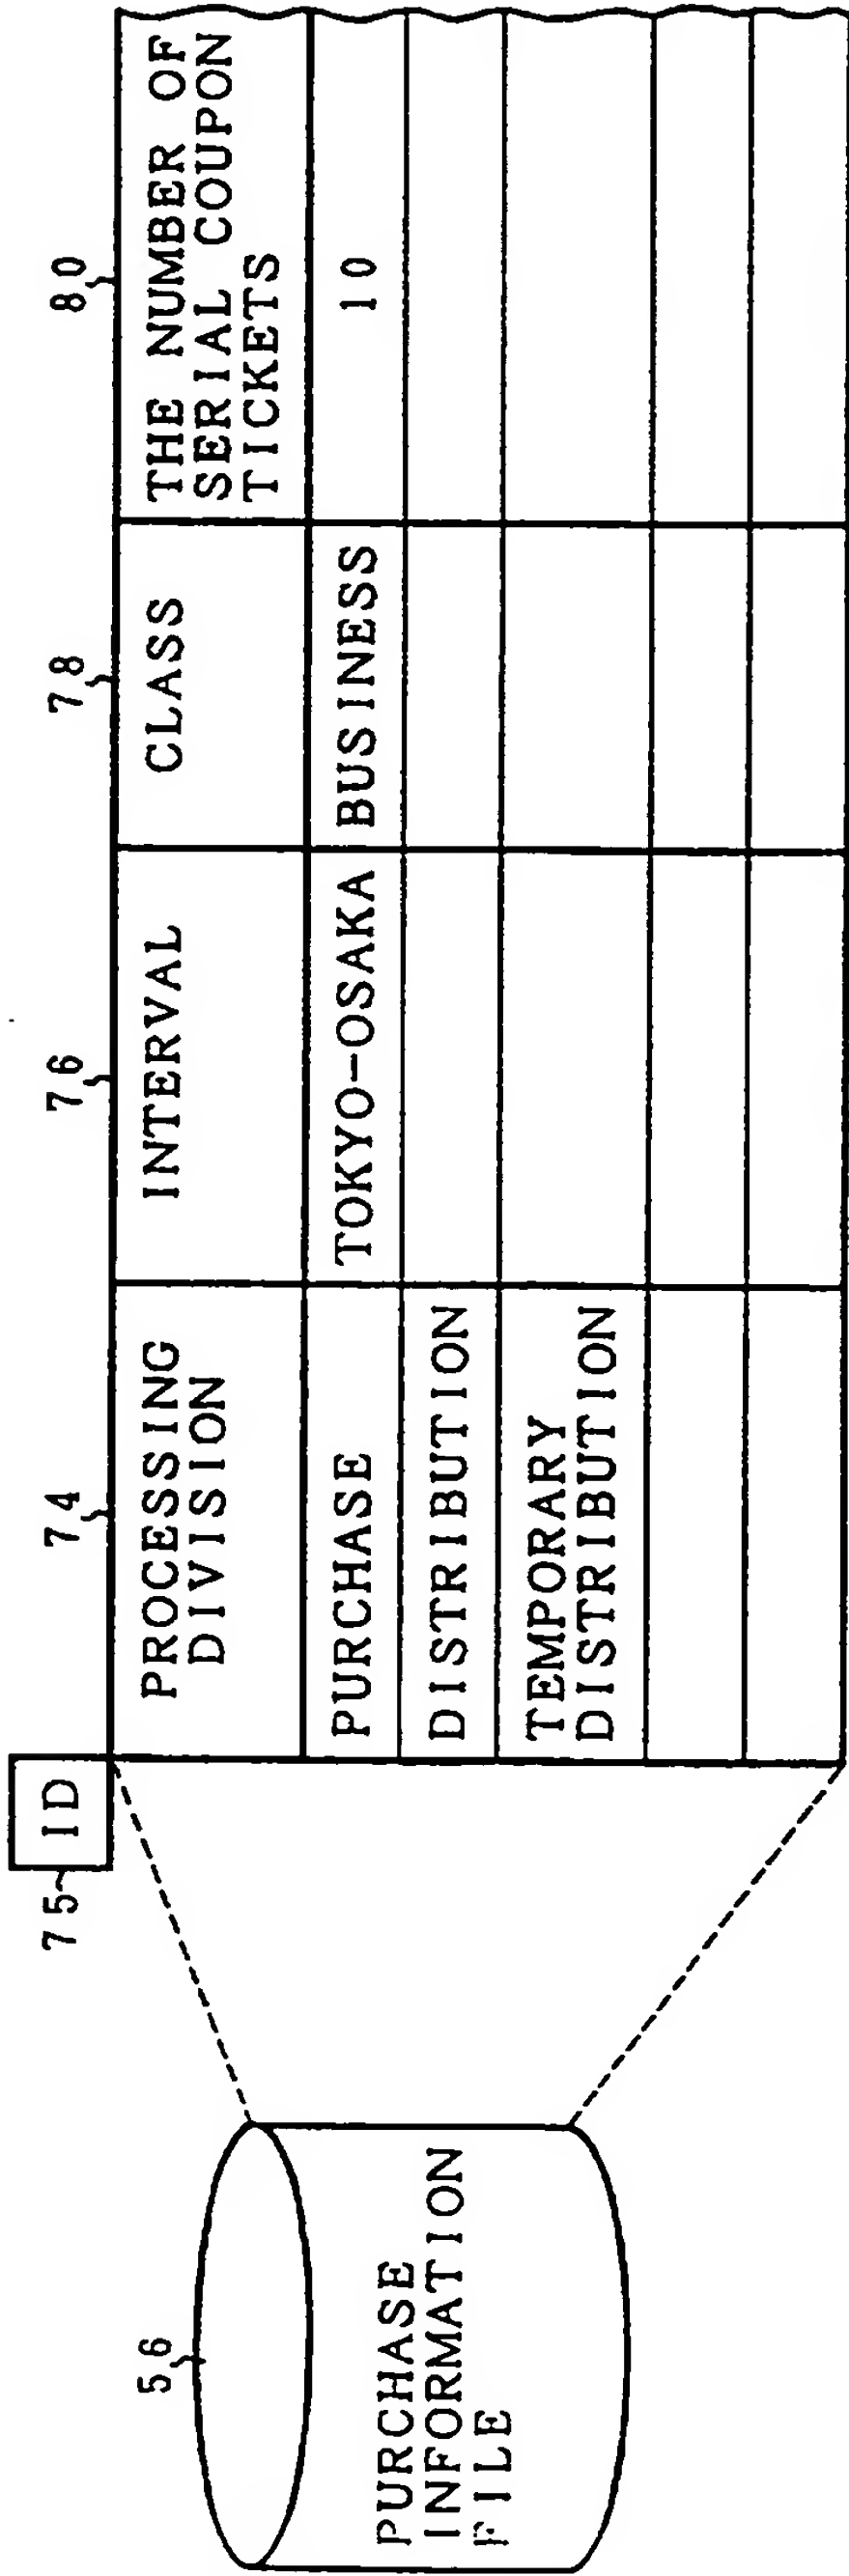 56
PURCHASE
INFORMATION
FILE
75
ID
74
76
78
80
PROCESSING
DIVISION
INTERVAL
CLASS
THE NUMBER OF
SERIAL COUPON
TICKETS
PURCHASE
TOKYO-OSAKA
BUSINESS
10
DISTRIBUTION
TEMPORARY
DISTRIBUTION